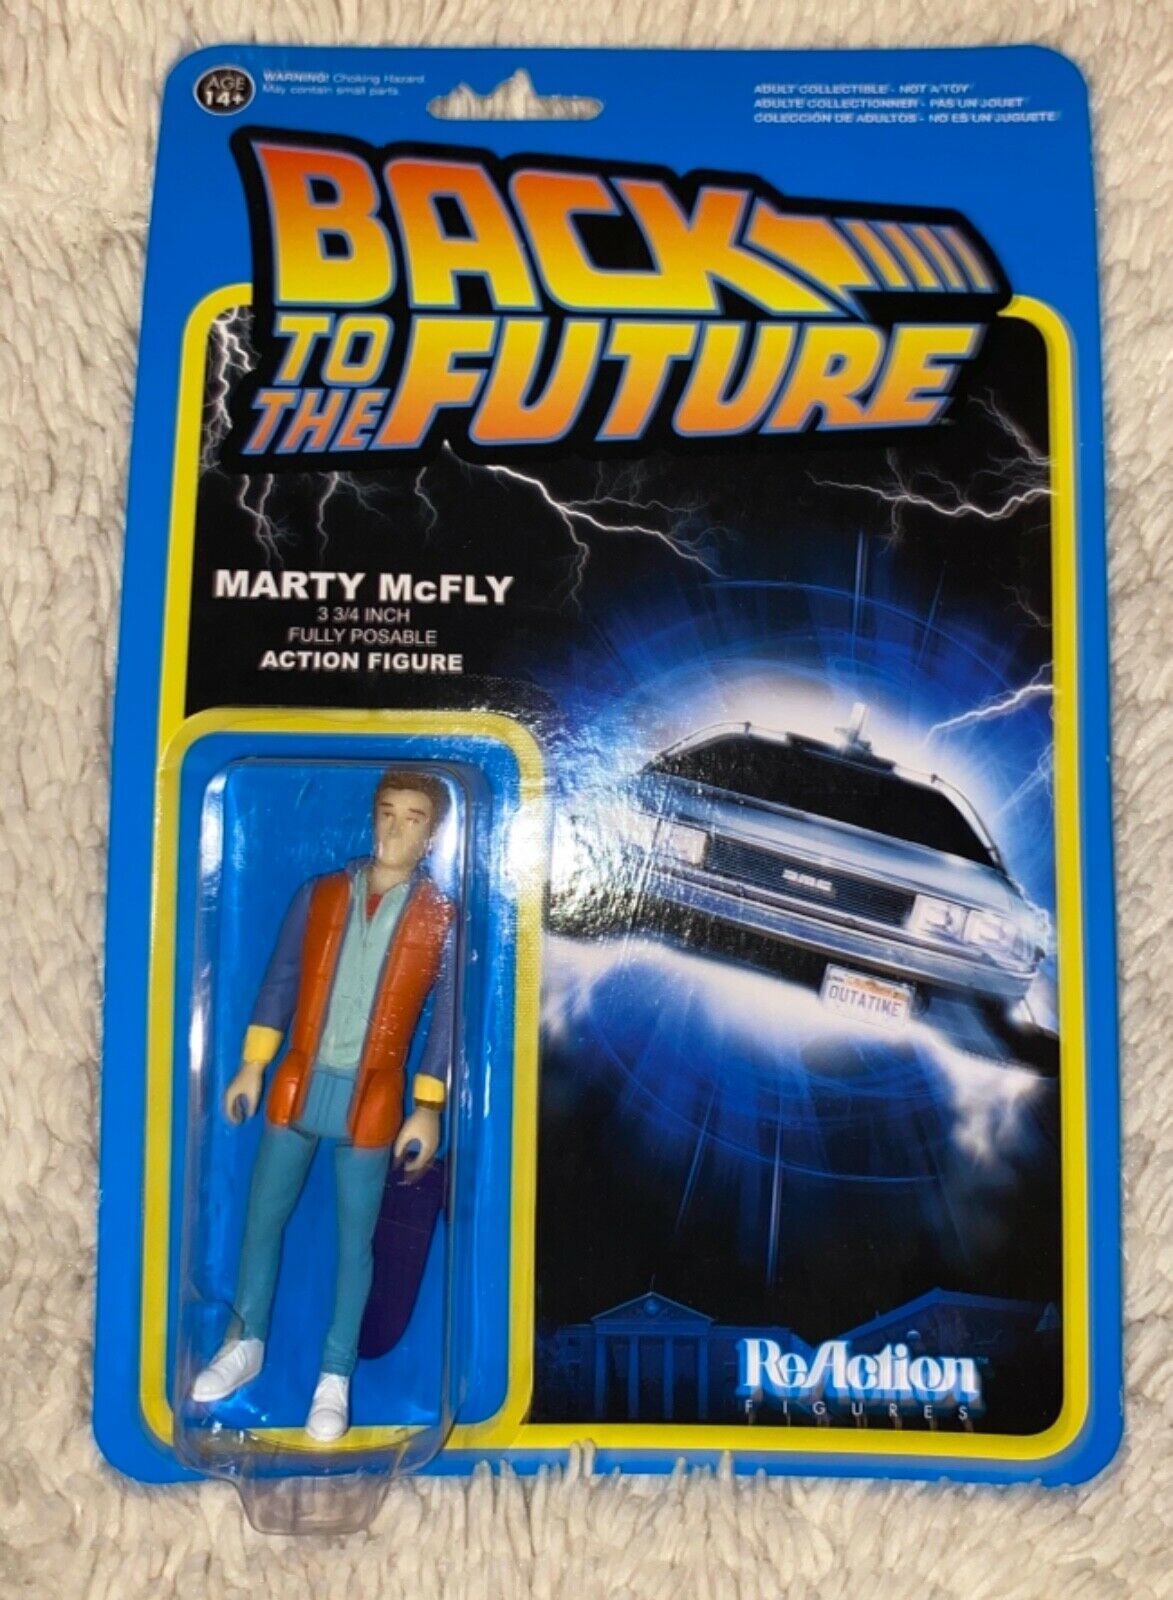 AGE
14+
WARNING! Choking Hazard
May contain small parts.
ADULT COLLECTIBLE - NOT A TOY
ADULTE COLLECTIONNER - PAS UN JOUET
COLECCIÓN DE ADULTOS - NO ES UN JUGUETE
BACK
TO THE FUTURE
MARTY McFLY
3 3/4 INCH
FULLY POSABLE
ACTION FIGURE
DMC
OUTATIME
ReAction
FIGURES